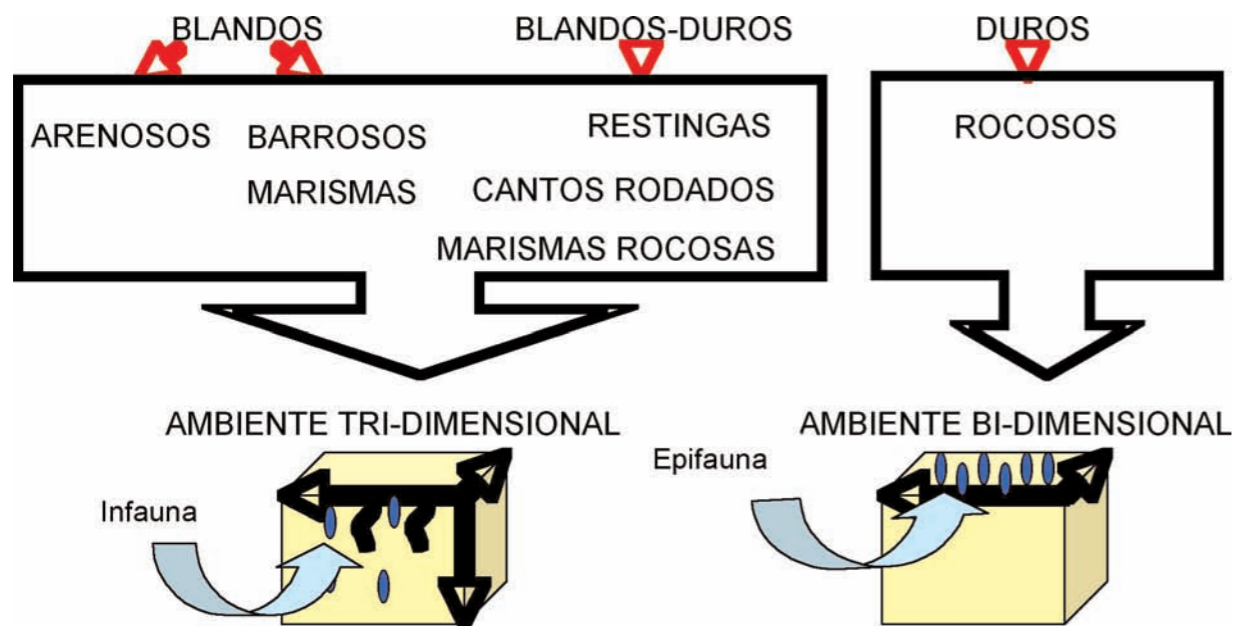 BLANDOS
BLANDOS-DUROS
DUROS
ARENOSOS
BARROSOS
MARISMAS
RESTINGAS
CANTOS RODADOS
MARISMAS ROCOSAS
ROCOSOS
AMBIENTE TRI-DIMENSIONAL
Infauna
AMBIENTE BI-DIMENSIONAL
Epifauna